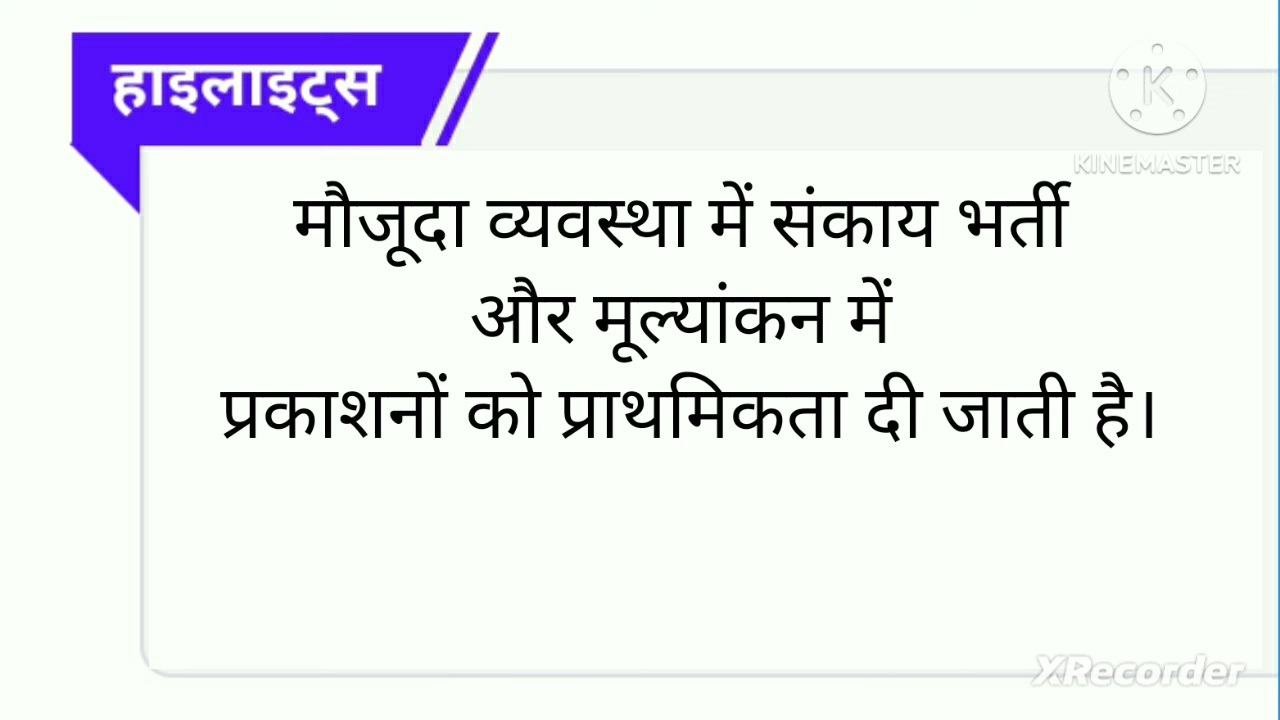 हाइलाइट्स
KINEMASTER
मौजूदा व्यवस्था में संकाय भर्ती
और मूल्यांकन में
प्रकाशनों को प्राथमिकता दी जाती है।
XRecorder